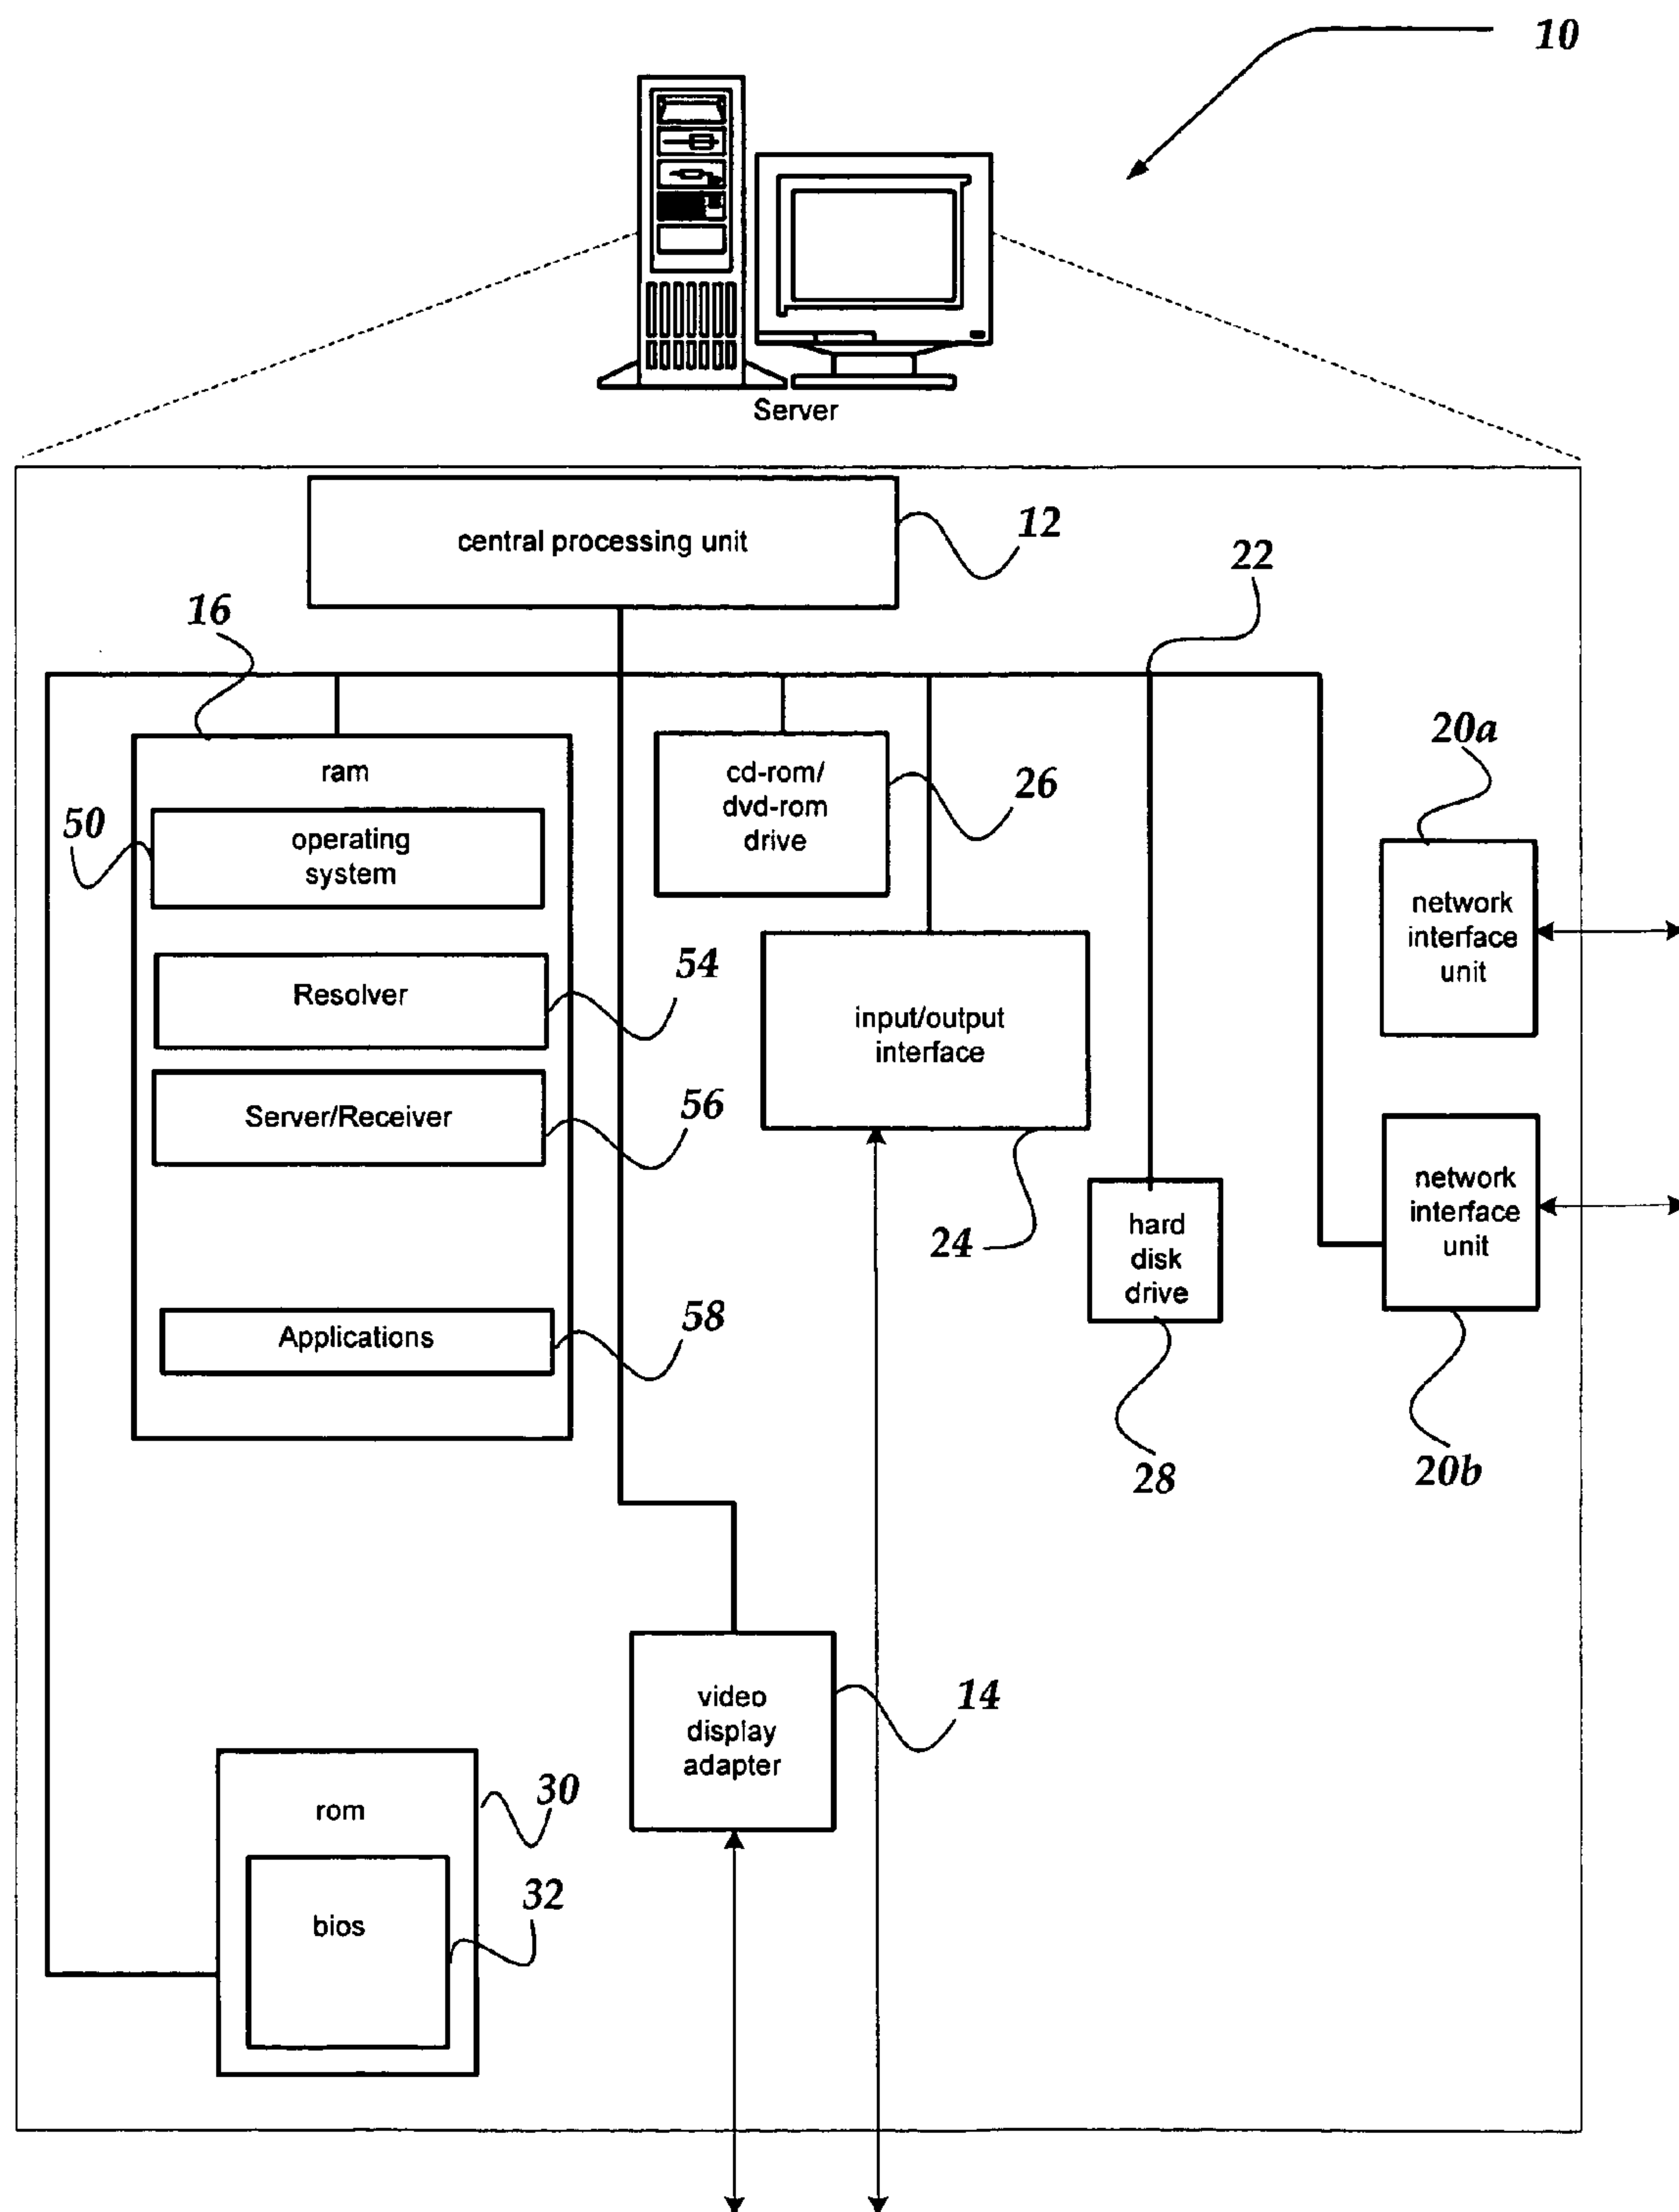 10
Server
central processing unit
12
22
16
ram
cd-rom/
dvd-rom
drive
26
20a
50
operating
system
network
interface
unit
Resolver
54
input/output
interface
Server/Receiver
56
24
hard
disk
drive
network
interface
unit
Applications
58
28
20b
video
display
adapter
14
rom
30
bios
32